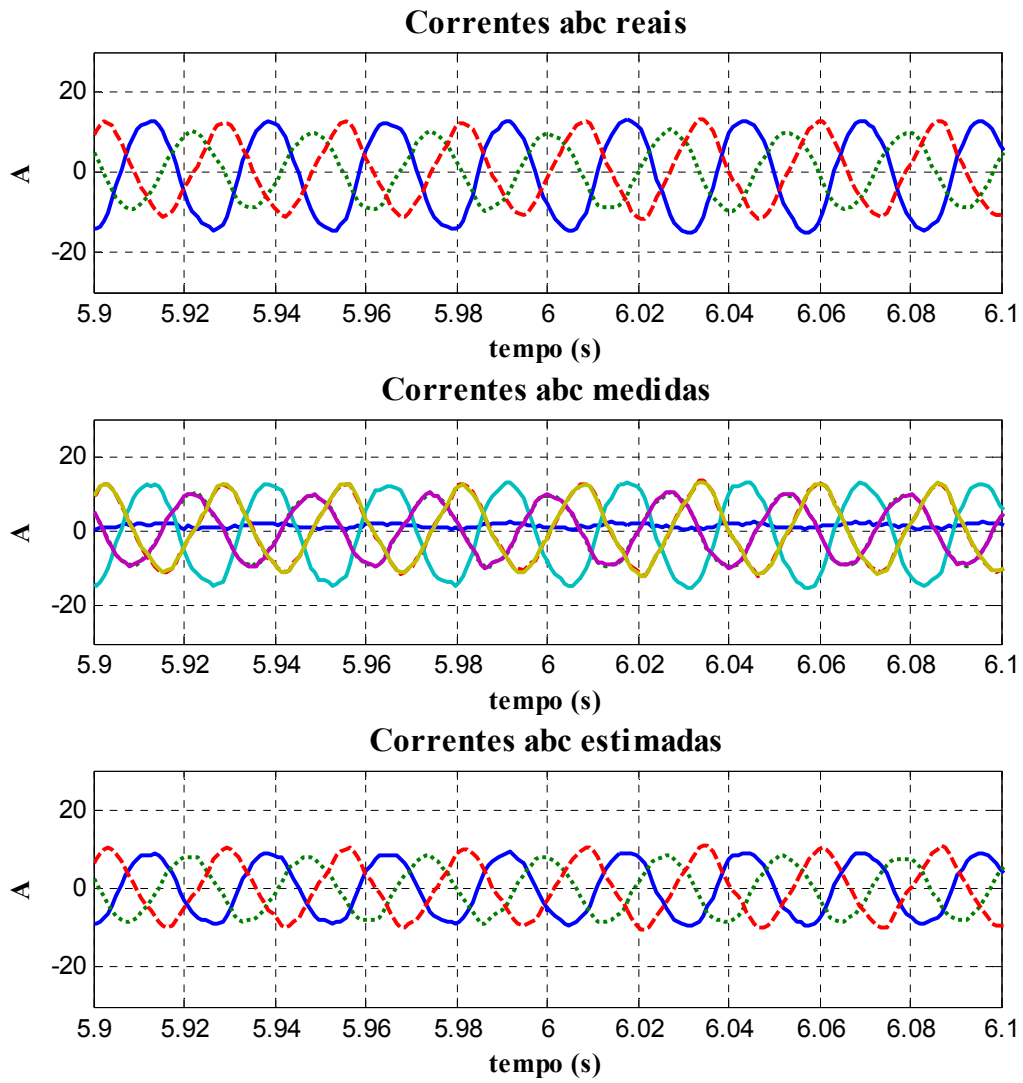 Correntes abc reais
20
0
-20
A
5.9 5.92 5.94 5.96 5.98 6 6.02 6.04 6.06 6.08 6.1
tempo (s)
Correntes abc medidas
20
0
-20
A
5.9 5.92 5.94 5.96 5.98 6 6.02 6.04 6.06 6.08 6.1
tempo (s)
Correntes abc estimadas
20
0
-20
A
5.9 5.92 5.94 5.96 5.98 6 6.02 6.04 6.06 6.08 6.1
tempo (s)